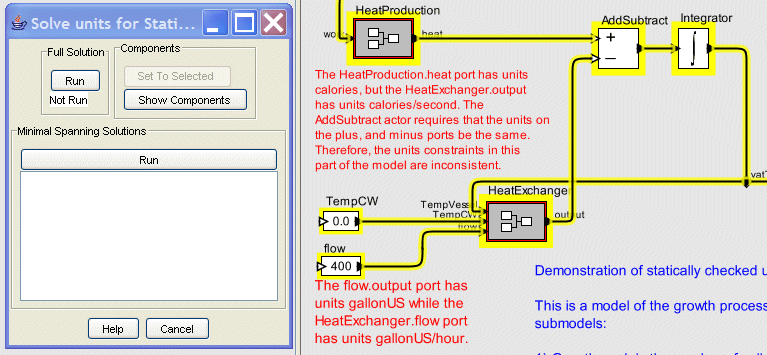 Solve units for Stati...
Full Solution
Run
Not Run
Components
Set To Selected
Show Components
Minimal Spanning Solutions
Run
Help
Cancel
HeatProduction
heat
AddSubtract
+
–
Integrator
∫
The HeatProduction.heat port has units
calories, but the HeatExchanger.output
has units calories/second. The
AddSubtract actor requires that the units on
the plus, and minus ports be the same.
Therefore, the units constraints in this
part of the model are inconsistent.
HeatExchanger
TempCW
0.0
TempCW
output
flow
400
The flow.output port has
units gallonUS while the
HeatExchanger.flow port
has units gallonUS/hour.
Demonstration of statically checked u
This is a model of the growth process
submodels: